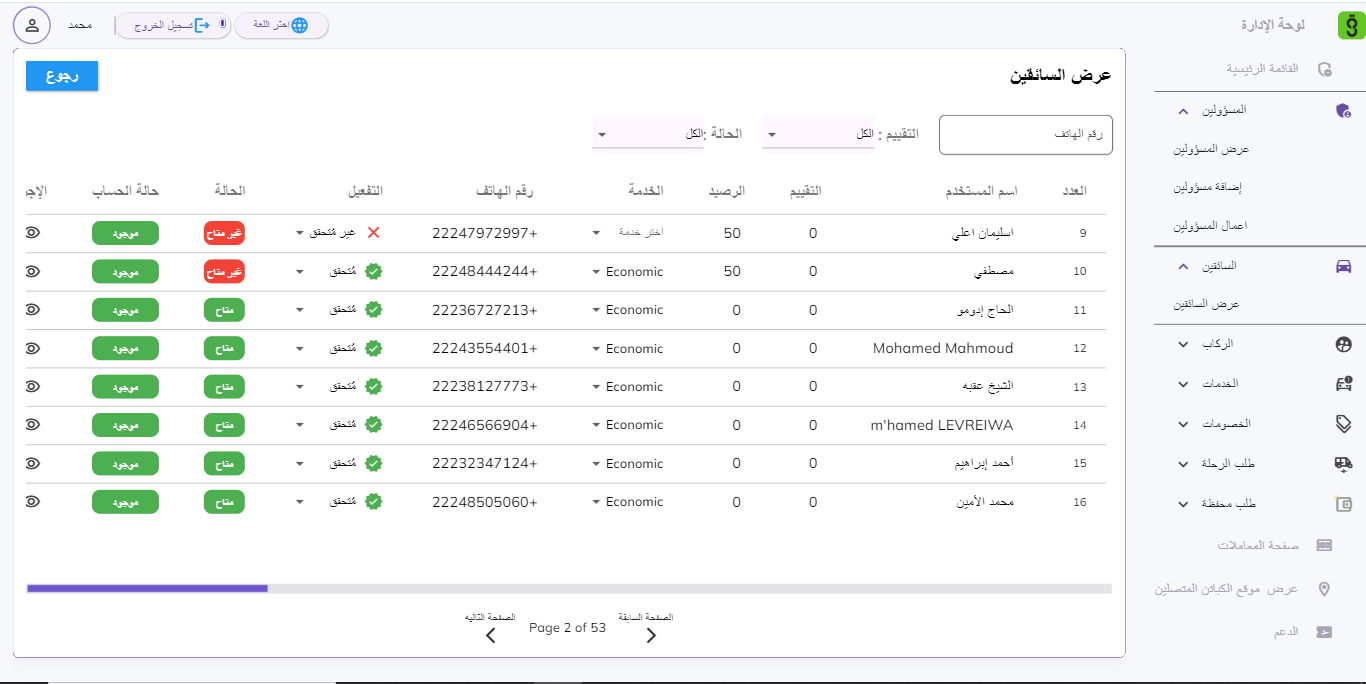 لوحة الإدارة
اختر اللغة
تسجيل الخروج
محمد
القائمة الرئيسية
المسؤولين
عرض المسؤولين
إضافة مسؤولين
اعمال المسؤولين
السائقين
عرض السائقين
الركاب
الخدمات
الخصومات
طلب الرحلة
طلب محفظة
صفحة المعاملات
عرض موقع الكباتن المتصلين
الدعم
عرض السائقين
رجوع
رقم الهاتف
التقييم : الكل
الحالة :الكل
العدد اسم المستخدم التقييم الرصيد الخدمة رقم الهاتف التفعيل الحالة حالة الحساب الإجر
9 اسليمان اعلي 0 50 اختر خدمة 22247972997+ غير مُتحقق غير متاح موجود
10 مصطفي 0 50 Economic 22248444244+ مُتحقق غير متاح موجود
11 الحاج إدومو 0 0 Economic 22236727213+ مُتحقق متاح موجود
12 Mohamed Mahmoud 0 0 Economic 22243554401+ مُتحقق متاح موجود
13 الشيخ عقبه 0 0 Economic 22238127773+ مُتحقق متاح موجود
14 m'hamed LEVREIWA 0 0 Economic 22246566904+ مُتحقق متاح موجود
15 أحمد إبراهيم 0 0 Economic 22232347124+ مُتحقق متاح موجود
16 محمد الأمين 0 0 Economic 22248505060+ مُتحقق متاح موجود
الصفحة السابقة
Page 2 of 53
الصفحة التاليه